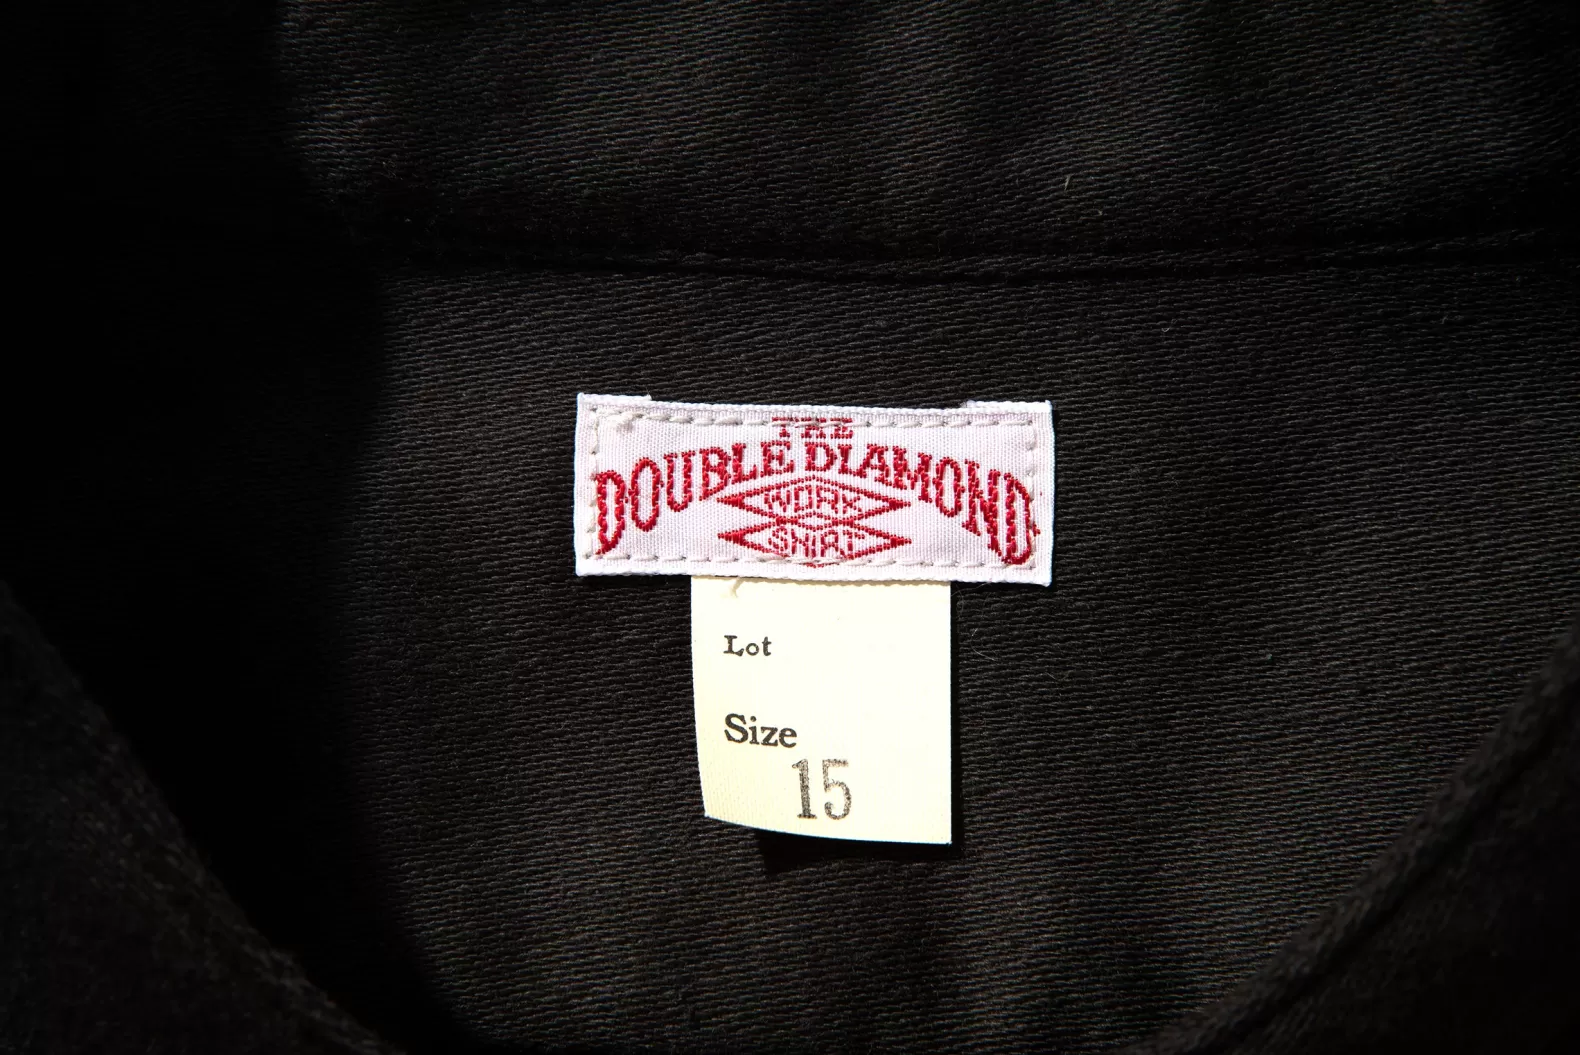 THE
DOUBLE DIAMOND
WORK
SHIRT
Lot
Size
15